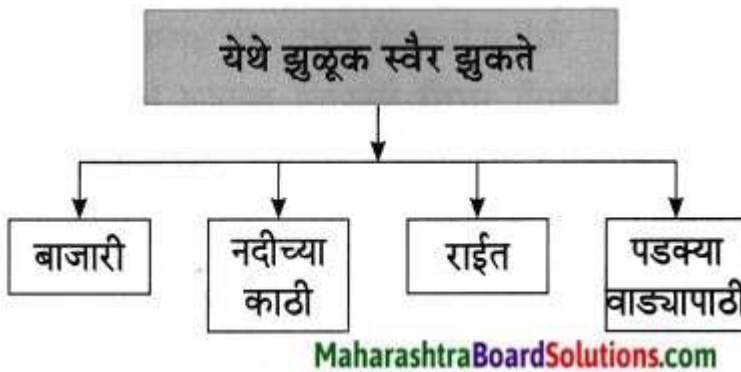 येथे झुळूक स्वैर झुकते
बाजारी
नदीच्या
काठी
राईत
पडक्या
वाड्यापाठी
MaharashtraBoardSolutions.com